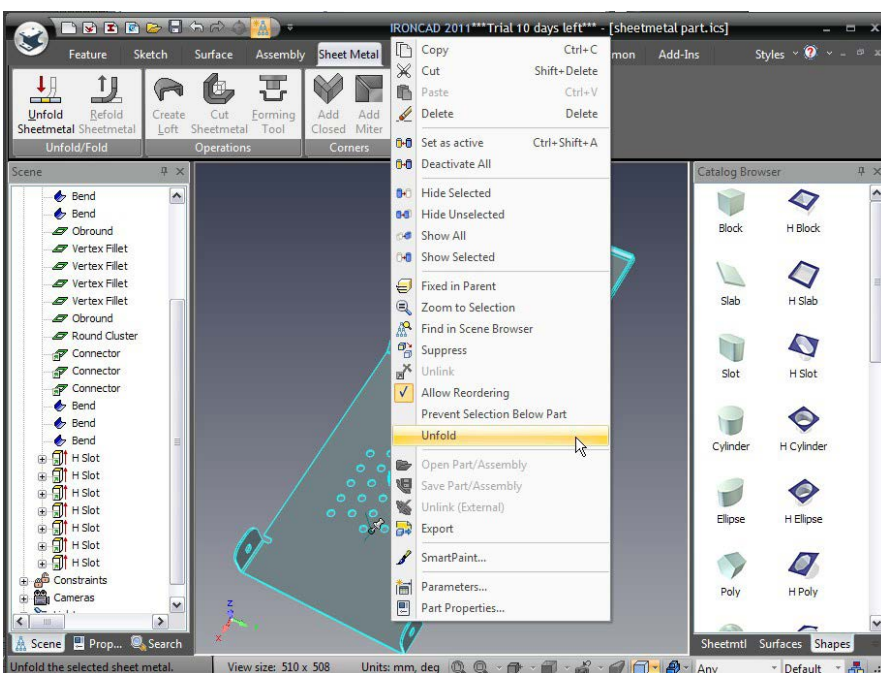 IRONCAD 2011***Trial 10 days left*** - [sheetmetal part.ics]
Feature Sketch Surface Assembly Sheet Metal mon Add-Ins Styles
Unfold Sheetmetal
Refold Sheetmetal
Create Loft
Cut Sheetmetal
Forming Tool
Add Closed
Add Miter
Unfold/Fold Operations Corners
Scene
Bend
Bend
Obround
Vertex Fillet
Vertex Fillet
Vertex Fillet
Vertex Fillet
Obround
Round Cluster
Connector
Connector
Connector
Bend
Bend
Bend
H Slot
H Slot
H Slot
H Slot
H Slot
H Slot
H Slot
Constraints
Cameras
Scene Prop... Search
Copy Ctrl+C
Cut Shift+Delete
Paste Ctrl+V
Delete Delete
Set as active Ctrl+Shift+A
Deactivate All
Hide Selected
Hide Unselected
Show All
Show Selected
Fixed in Parent
Zoom to Selection
Find in Scene Browser
Suppress
Unlink
Allow Reordering
Prevent Selection Below Part
Unfold
Open Part/Assembly
Save Part/Assembly
Unlink (External)
Export
SmartPaint...
Parameters...
Part Properties...
z
x
Catalog Browser
Block H Block
Slab H Slab
Slot H Slot
Cylinder H Cylinder
Ellipse H Ellipse
Poly H Poly
Sheetmtl Surfaces Shapes
Unfold the selected sheet metal. View size: 510 x 508 Units: mm, deg Any Default